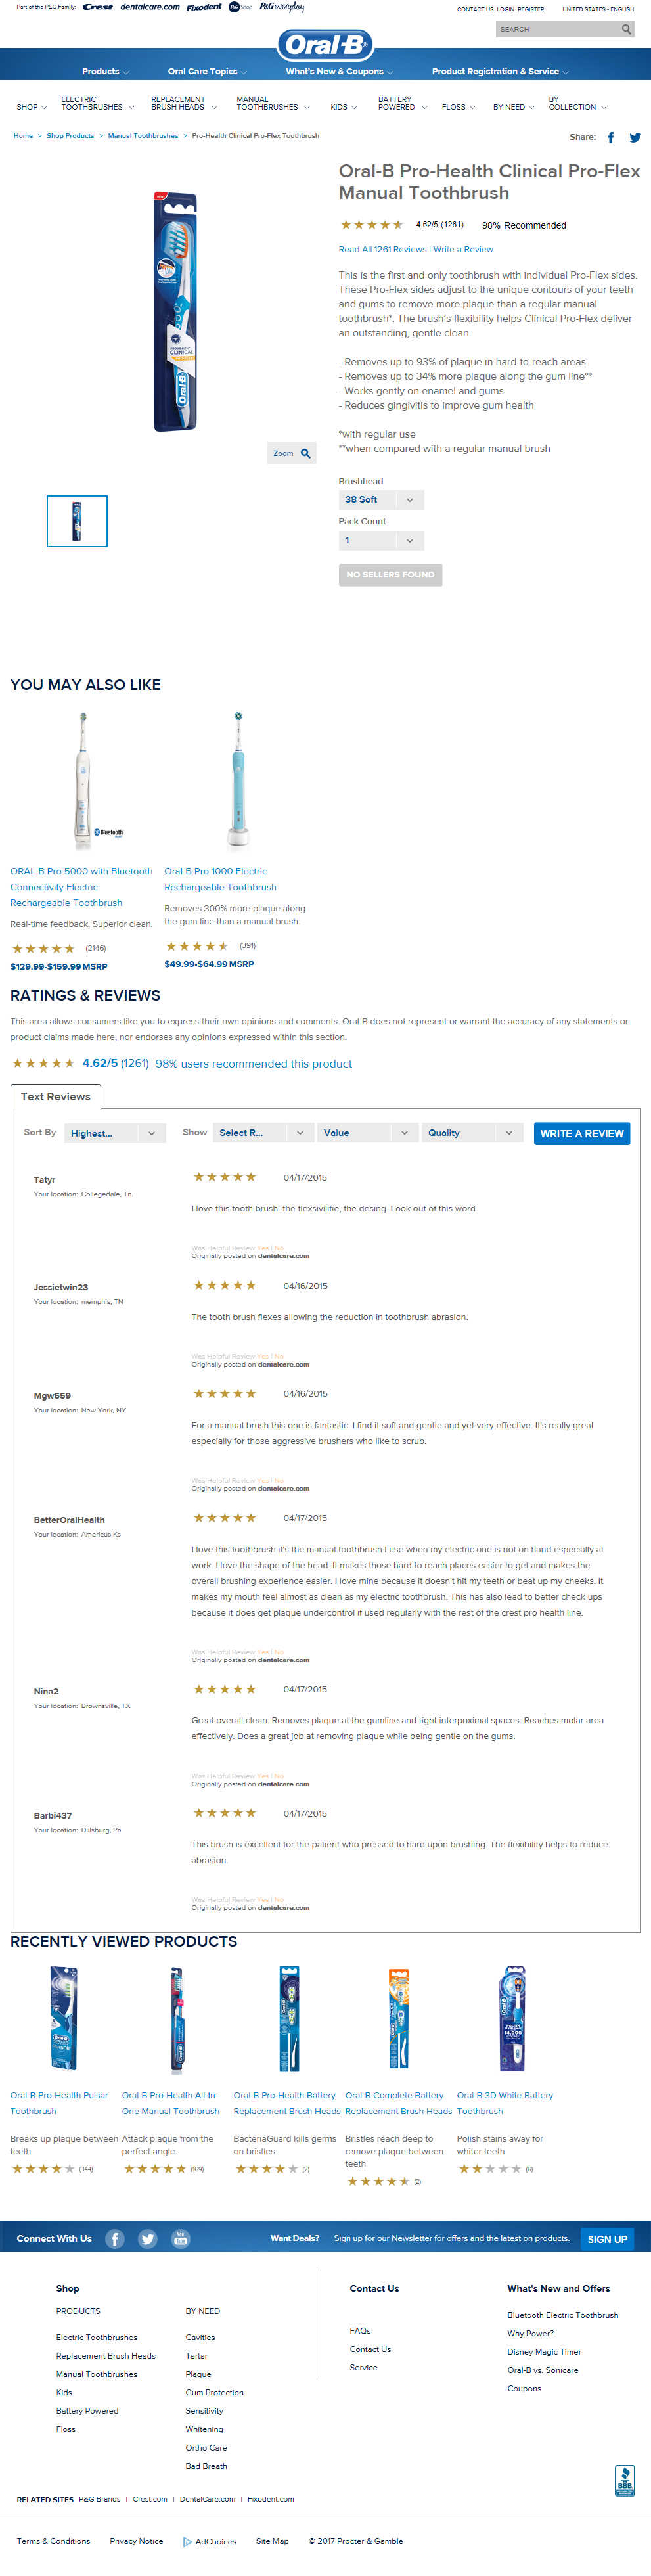 Part of the P&G Family: Crest dentalcare.com Fixodent P&G Shop P&G everyday
CONTACT US | LOGIN | REGISTER UNITED STATES - ENGLISH
SEARCH
Oral-B
Products Oral Care Topics What's New & Coupons Product Registration & Service
SHOP ELECTRIC TOOTHBRUSHES REPLACEMENT BRUSH HEADS MANUAL TOOTHBRUSHES KIDS BATTERY POWERED FLOSS BY NEED BY COLLECTION
Home > Shop Products > Manual Toothbrushes > Pro-Health Clinical Pro-Flex Toothbrush
Share:
Oral-B Pro-Health Clinical Pro-Flex
Manual Toothbrush
4.62/5 (1261) 98% Recommended
Read All 1261 Reviews | Write a Review
This is the first and only toothbrush with individual Pro-Flex sides.
These Pro-Flex sides adjust to the unique contours of your teeth
and gums to remove more plaque than a regular manual
toothbrush*. The brush's flexibility helps Clinical Pro-Flex deliver
an outstanding, gentle clean.
- Removes up to 93% of plaque in hard-to-reach areas
- Removes up to 34% more plaque along the gum line**
- Works gently on enamel and gums
- Reduces gingivitis to improve gum health
*with regular use
**when compared with a regular manual brush
CLINICAL
Oral-B
Zoom
Brushhead
38 Soft
Pack Count
1
NO SELLERS FOUND
YOU MAY ALSO LIKE
Bluetooth
ORAL-B Pro 5000 with Bluetooth
Connectivity Electric
Rechargeable Toothbrush
Real-time feedback. Superior clean.
(2146)
$129.99-$159.99 MSRP
Oral-B Pro 1000 Electric
Rechargeable Toothbrush
Removes 300% more plaque along
the gum line than a manual brush.
(391)
$49.99-$64.99 MSRP
RATINGS & REVIEWS
This area allows consumers like you to express their own opinions and comments. Oral-B does not represent or warrant the accuracy of any statements or
product claims made here, nor endorses any opinions expressed within this section.
4.62/5 (1261) 98% users recommended this product
Text Reviews
Sort By Highest... Show Select R... Value Quality WRITE A REVIEW
Tatyr 04/17/2015
Your location: Collegedale, Tn.
I love this tooth brush. the flexsivilitie, the desing. Look out of this word.
Was Helpful Review Yes | No
Originally posted on dentalcare.com
Jessietwin23 04/16/2015
Your location: memphis, TN
The tooth brush flexes allowing the reduction in toothbrush abrasion.
Was Helpful Review Yes | No
Originally posted on dentalcare.com
Mgw559 04/16/2015
Your location: New York, NY
For a manual brush this one is fantastic. I find it soft and gentle and yet very effective. It's really great
especially for those aggressive brushers who like to scrub.
Was Helpful Review Yes | No
Originally posted on dentalcare.com
BetterOralHealth 04/17/2015
Your location: Americus Ks
I love this toothbrush it's the manual toothbrush I use when my electric one is not on hand especially at
work. I love the shape of the head. It makes those hard to reach places easier to get and makes the
overall brushing experience easier. I love mine because it doesn't hit my teeth or beat up my cheeks. It
makes my mouth feel almost as clean as my electric toothbrush. This has also lead to better check ups
because it does get plaque undercontrol if used regularly with the rest of the crest pro health line.
Was Helpful Review Yes | No
Originally posted on dentalcare.com
Nina2 04/17/2015
Your location: Brownsville, TX
Great overall clean. Removes plaque at the gumline and tight interpoximal spaces. Reaches molar area
effectively. Does a great job at removing plaque while being gentle on the gums.
Was Helpful Review Yes | No
Originally posted on dentalcare.com
Barbi437 04/17/2015
Your location: Dillsburg, Pa
This brush is excellent for the patient who pressed to hard upon brushing. The flexibility helps to reduce
abrasion.
Was Helpful Review Yes | No
Originally posted on dentalcare.com
RECENTLY VIEWED PRODUCTS
Oral-B Pro-Health Pulsar
Toothbrush
Breaks up plaque between
teeth
(344)
Oral-B Pro-Health All-In-
One Manual Toothbrush
Attack plaque from the
perfect angle
(169)
Oral-B Pro-Health Battery
Replacement Brush Heads
BacteriaGuard kills germs
on bristles
(2)
Oral-B Complete Battery
Replacement Brush Heads
Bristles reach deep to
remove plaque between
teeth
(2)
Oral-B 3D White Battery
Toothbrush
Polish stains away for
whiter teeth
(6)
Connect With Us
You Tube
Want Deals? Sign up for our Newsletter for offers and the latest on products. SIGN UP
Shop
PRODUCTS
Electric Toothbrushes
Replacement Brush Heads
Manual Toothbrushes
Kids
Battery Powered
Floss
BY NEED
Cavities
Tartar
Plaque
Gum Protection
Sensitivity
Whitening
Ortho Care
Bad Breath
Contact Us
FAQs
Contact Us
Service
What's New and Offers
Bluetooth Electric Toothbrush
Why Power?
Disney Magic Timer
Oral-B vs. Sonicare
Coupons
BBB
RELATED SITES P&G Brands | Crest.com | DentalCare.com | Fixodent.com
Terms & Conditions Privacy Notice AdChoices Site Map © 2017 Procter & Gamble